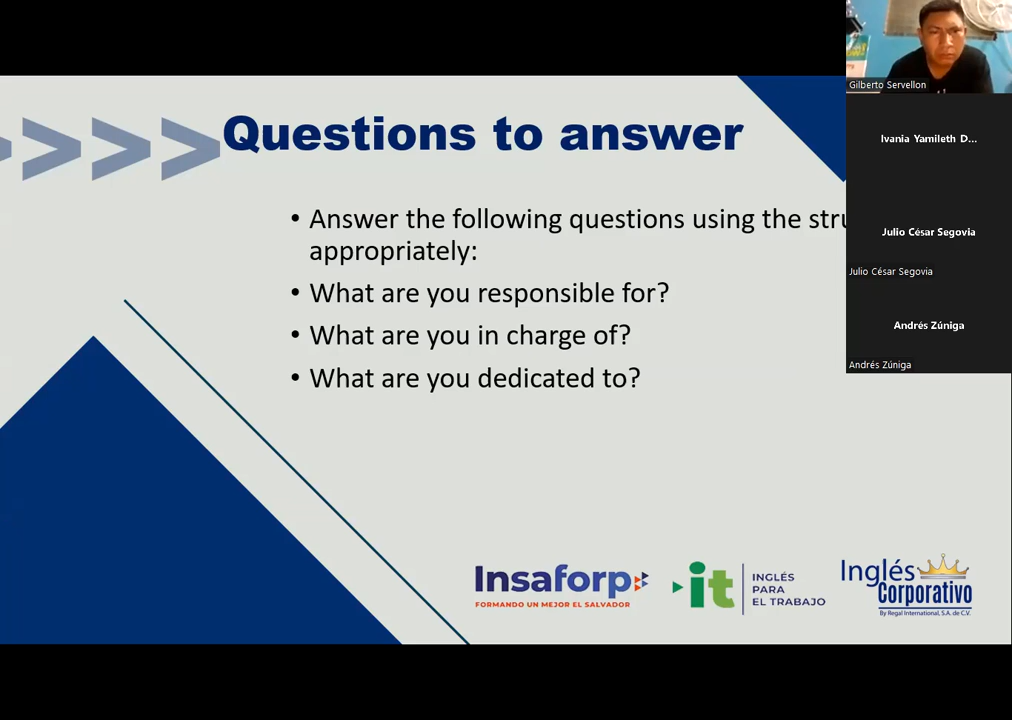 Questions to answer
• Answer the following questions using the
appropriately:
• What are you responsible for?
• What are you in charge of?
• What are you dedicated to?
Gilberto Servellon
Ivania Yamileth D...
Julio César Segovia
Julio César Segovia
Andrés Zúniga
Andrés Zúniga
Insaforp
FORMANDO UN MEJOR EL SALVADOR
it
INGLÉS
PARA
EL TRABAJO
Inglés
Corporativo
By Regal International, S.A. de C.V.